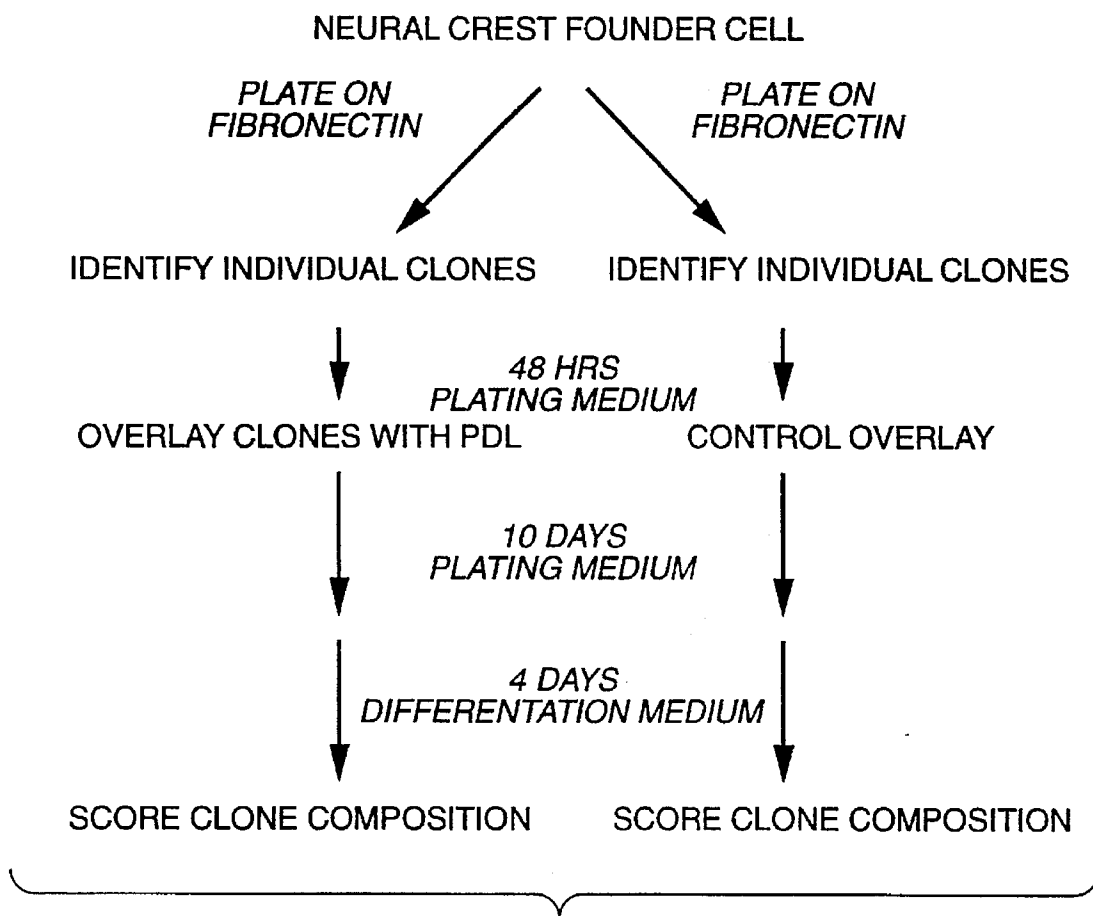 NEURAL CREST FOUNDER CELL
PLATE ON
FIBRONECTIN
PLATE ON
FIBRONECTIN
IDENTIFY INDIVIDUAL CLONES
IDENTIFY INDIVIDUAL CLONES
48 HRS
PLATING MEDIUM
OVERLAY CLONES WITH PDL
CONTROL OVERLAY
10 DAYS
PLATING MEDIUM
4 DAYS
DIFFERENTATION MEDIUM
SCORE CLONE COMPOSITION
SCORE CLONE COMPOSITION